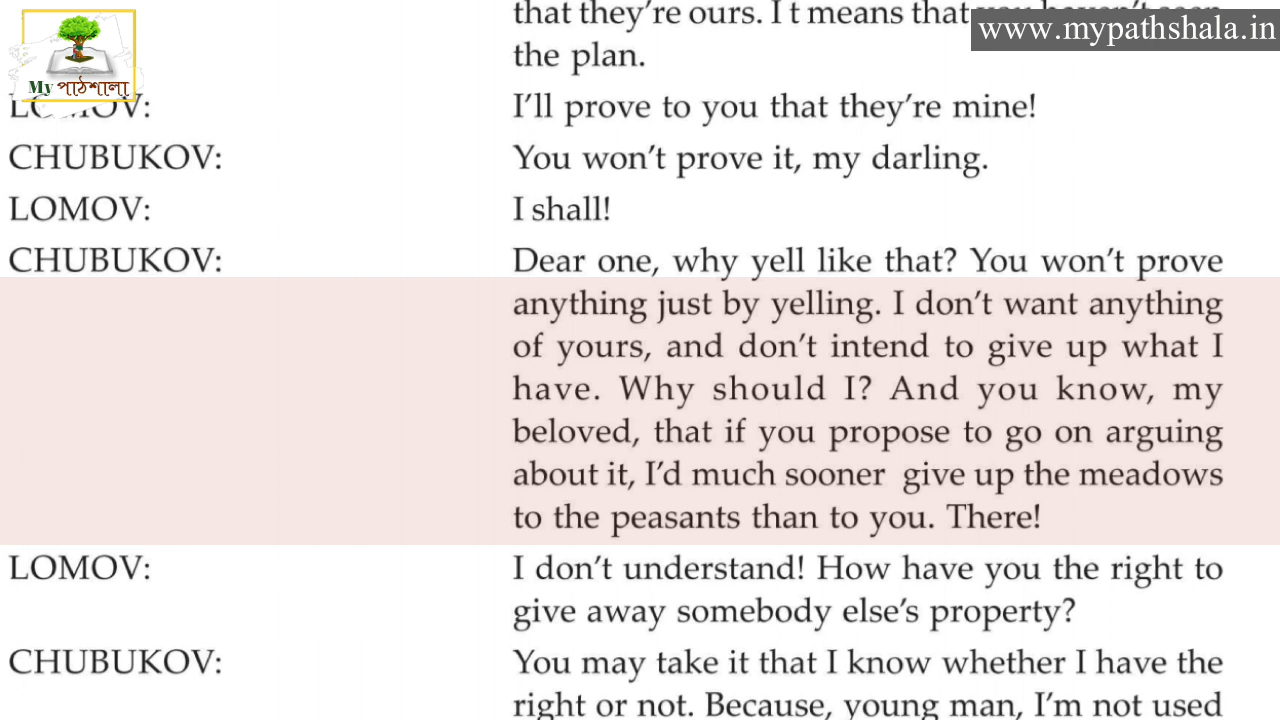 that they're ours. I t means that you haven't seen
www.mypathshala.in
the plan.
My পাঠশালা
LOMOV: I'll prove to you that they're mine!
CHUBUKOV: You won't prove it, my darling.
LOMOV: I shall!
CHUBUKOV: Dear one, why yell like that? You won't prove
anything just by yelling. I don't want anything
of yours, and don't intend to give up what I
have. Why should I? And you know, my
beloved, that if you propose to go on arguing
about it, I'd much sooner give up the meadows
to the peasants than to you. There!
LOMOV: I don't understand! How have you the right to
give away somebody else's property?
CHUBUKOV: You may take it that I know whether I have the
right or not. Because, young man, I'm not used